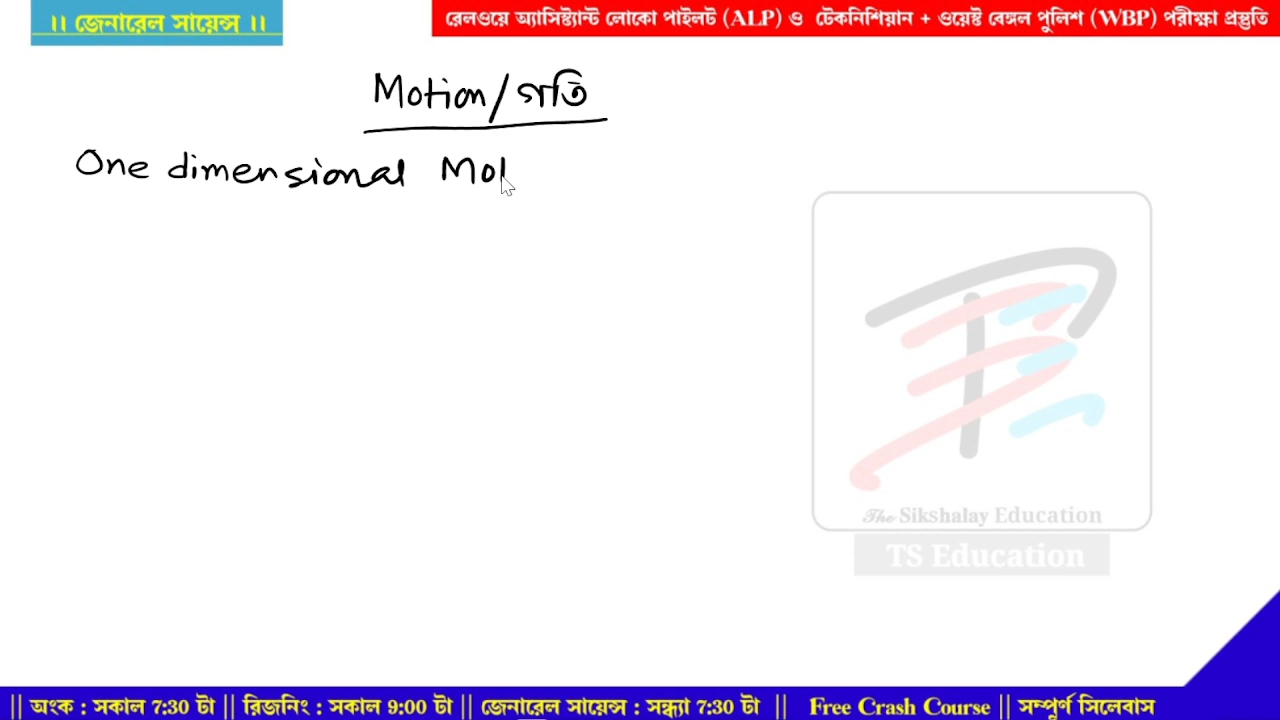 ।। জেনারেল সায়েন্স ।।
রেলওয়ে অ্যাসিস্ট্যান্ট লোকো পাইলট (ALP) ও টেকনিশিয়ান + ওয়েস্ট বেঙ্গল পুলিশ (WBP) পরীক্ষা প্রস্তুতি
Motion/গতি
One dimensional Mot
The Sikshalay Education
TS Education
|| অংক : সকাল 7:30 টা || রিজনিং : সকাল 9:00 টা || জেনারেল সায়েন্স : সন্ধ্যা 7:30 টা || Free Crash Course || সম্পূর্ণ সিলেবাস